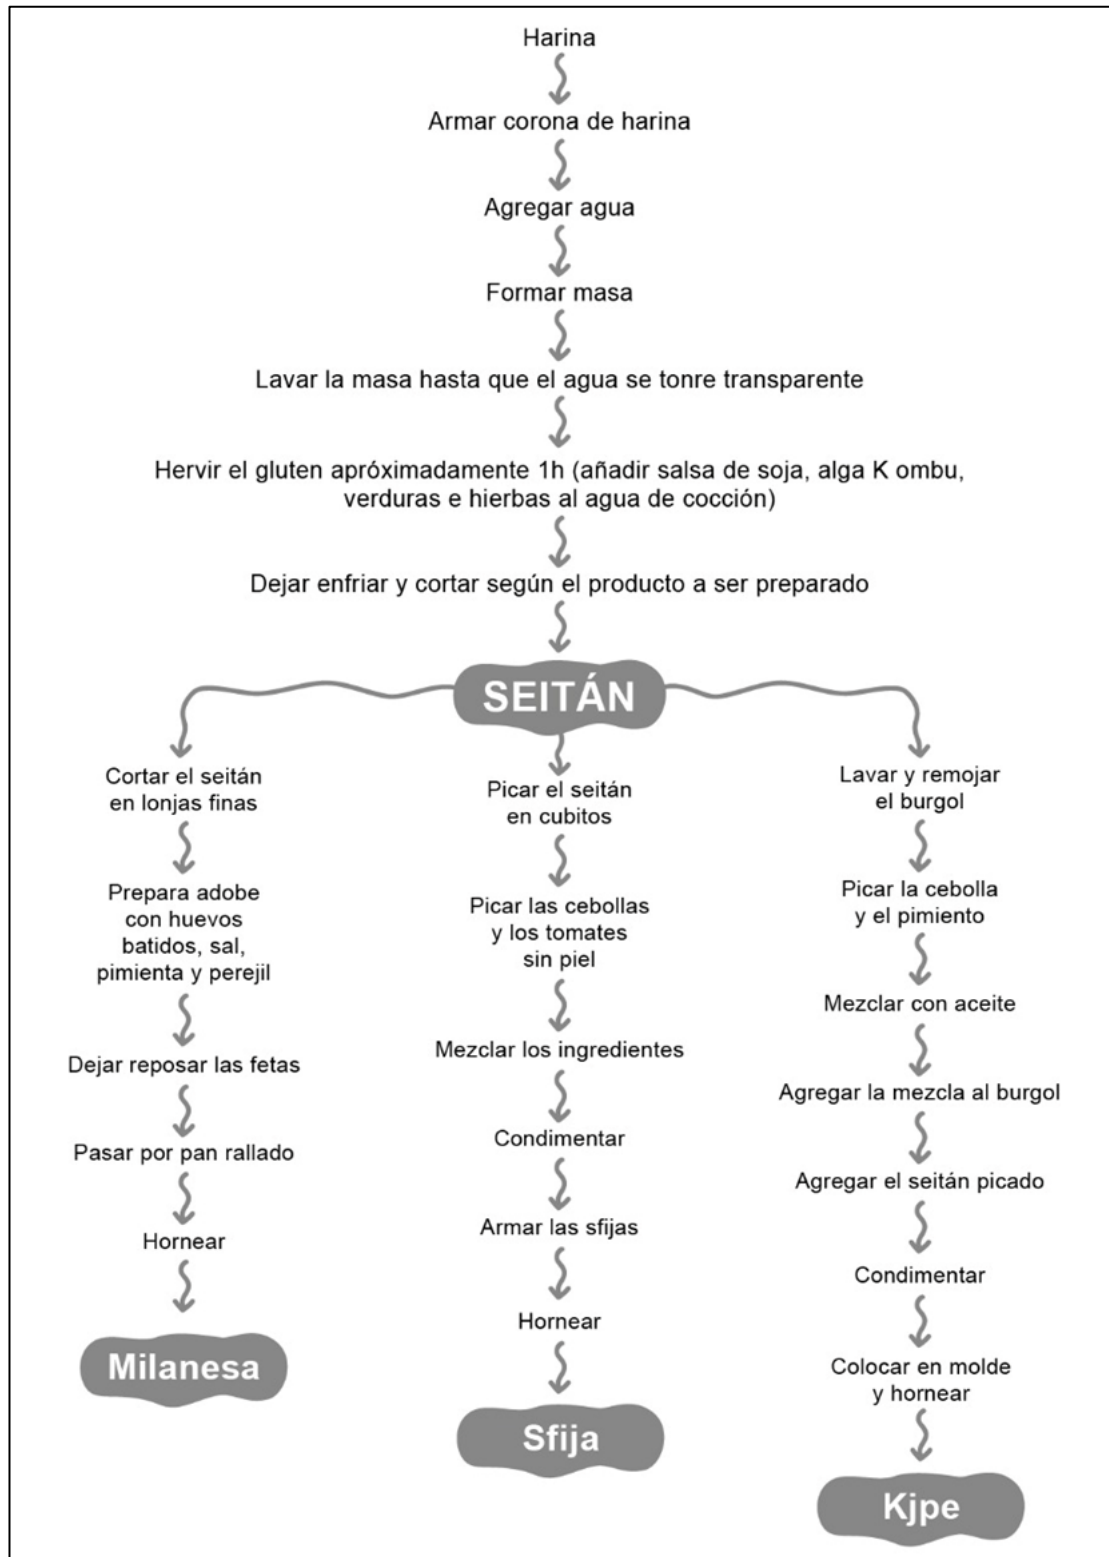 Harina
Armar corona de harina
Agregar agua
Formar masa
Lavar la masa hasta que el agua se tonre transparente
Hervir el gluten apróximadamente 1h (añadir salsa de soja, alga K ombu,
verduras e hierbas al agua de cocción)
Dejar enfriar y cortar según el producto a ser preparado
SEITÁN
Cortar el seitán
en lonjas finas
Prepara adobe
con huevos
batidos, sal,
pimienta y perejil
Dejar reposar las fetas
Pasar por pan rallado
Hornear
Milanesa
Picar el seitán
en cubitos
Picar las cebollas
y los tomates
sin piel
Mezclar los ingredientes
Condimentar
Armar las sfijas
Hornear
Sfija
Lavar y remojar
el burgol
Picar la cebolla
y el pimiento
Mezclar con aceite
Agregar la mezcla al burgol
Agregar el seitán picado
Condimentar
Colocar en molde
y hornear
Kjpe